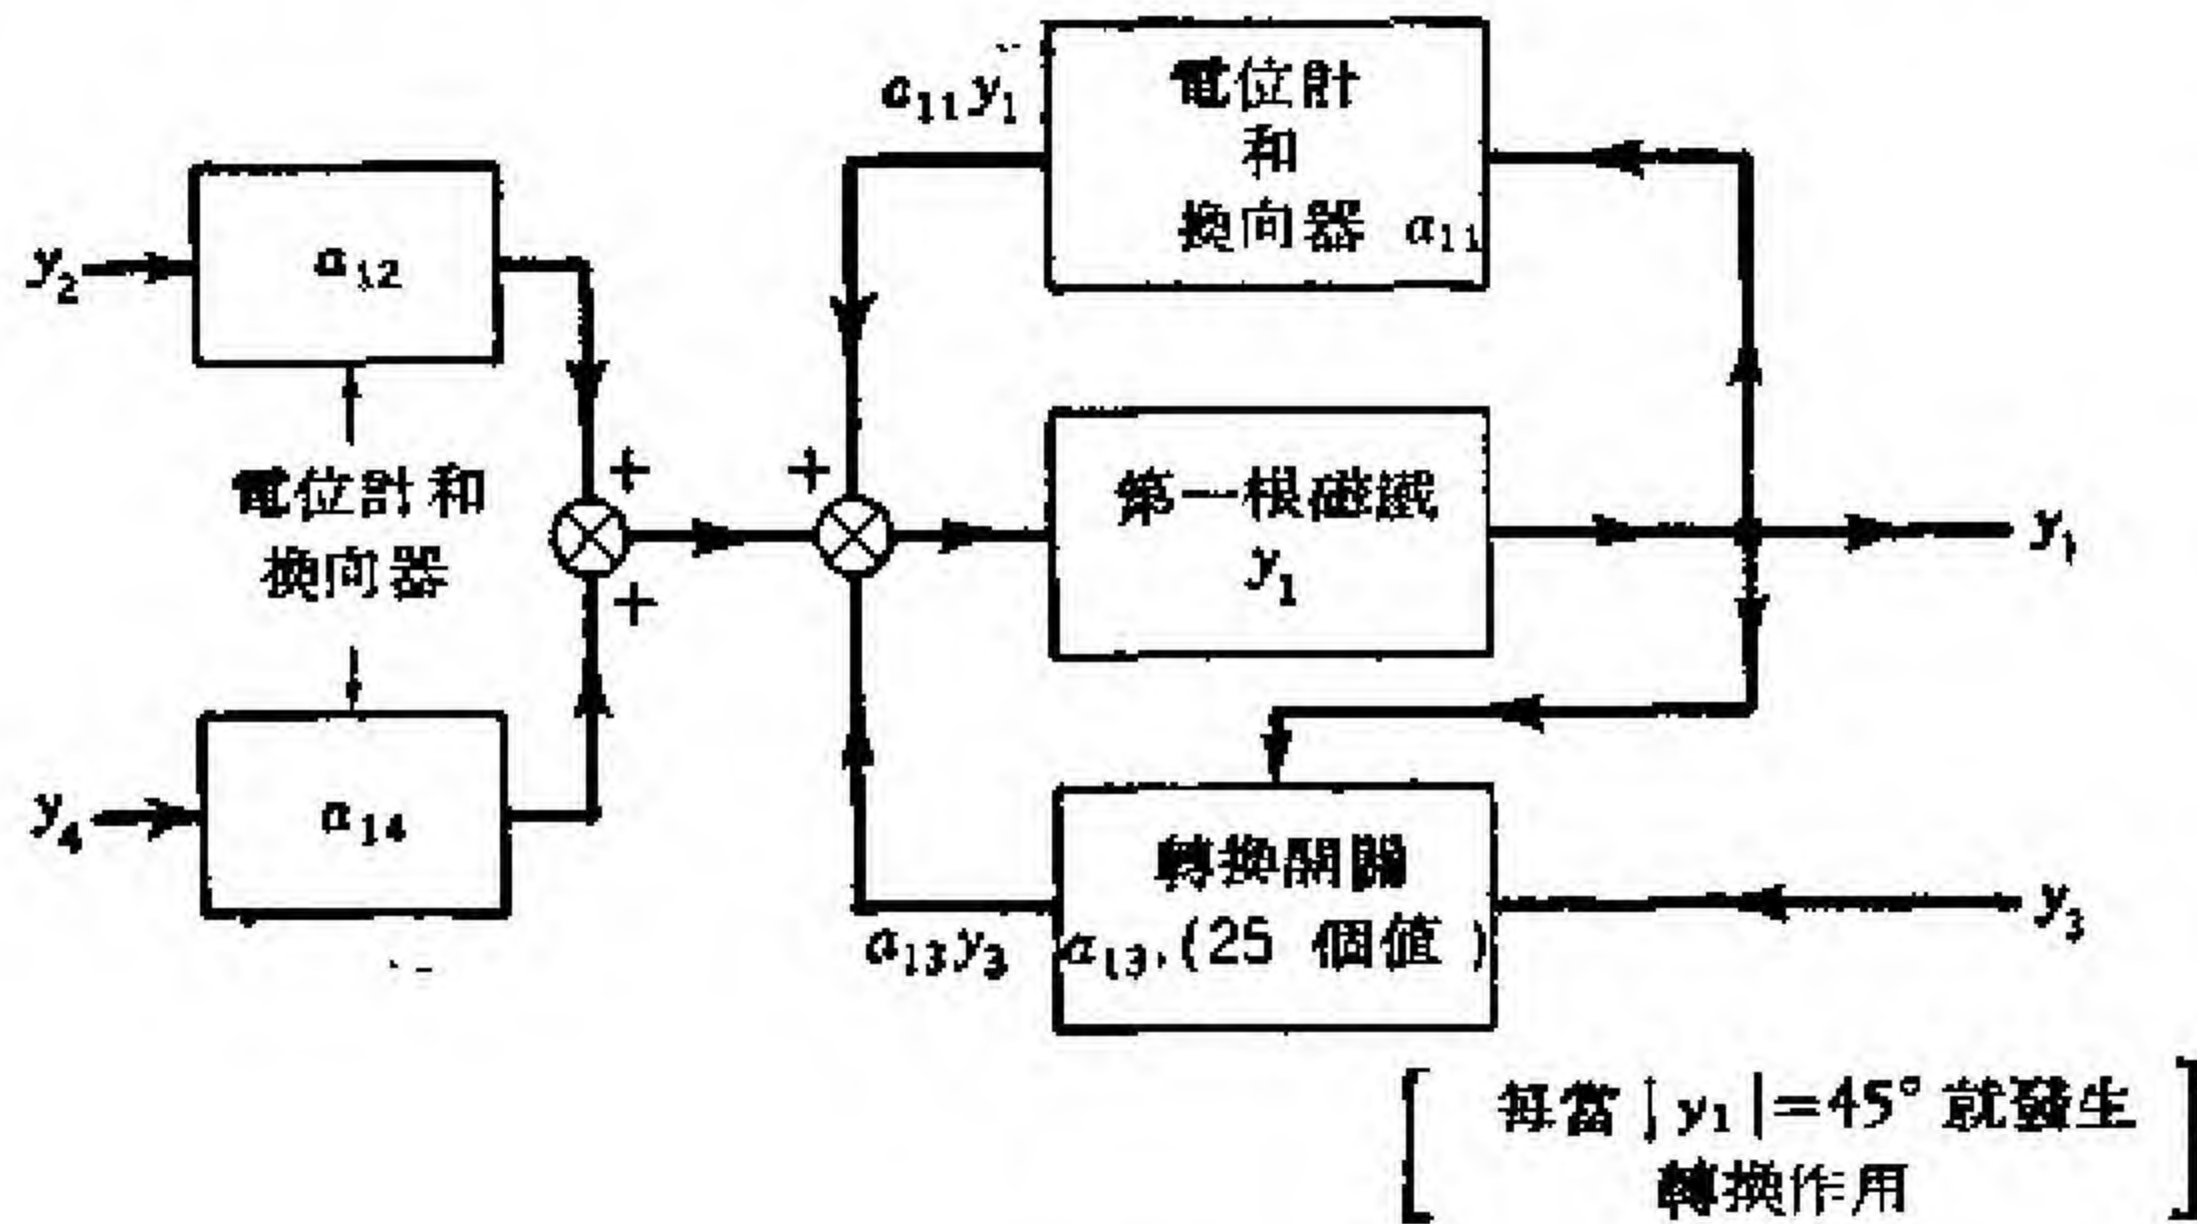 電位計
和
換向器 a₁₁
a₁₁y₁
y₂
a₁₂
電位計和
換向器
y₄
a₁₄
+
+
+
第一根磁鐵
y₁
y₁
轉換開關
a₁₃(25 個值)
a₁₃y₃
y₃
每當|y₁|=45°就發生
轉換作用